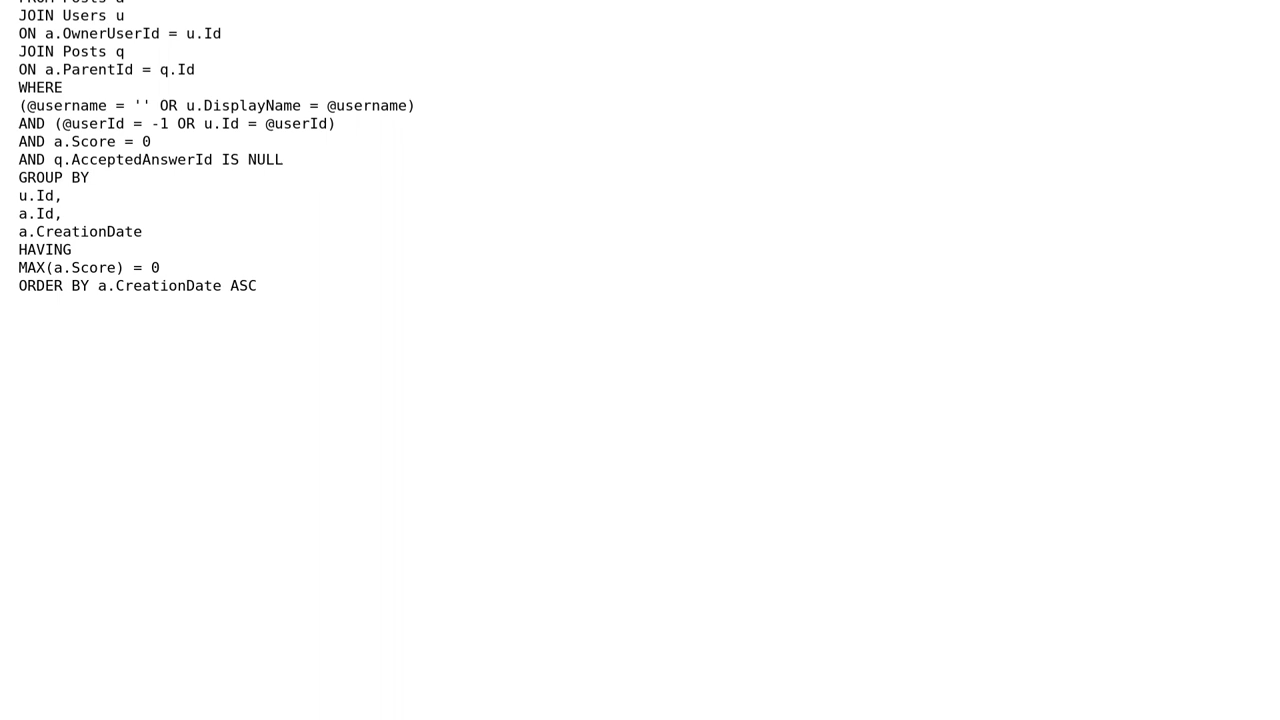 FROM Posts a
JOIN Users u
ON a.OwnerUserId = u.Id
JOIN Posts q
ON a.ParentId = q.Id
WHERE
(@username = '' OR u.DisplayName = @username)
AND (@userId = -1 OR u.Id = @userId)
AND a.Score = 0
AND q.AcceptedAnswerId IS NULL
GROUP BY
u.Id,
a.Id,
a.CreationDate
HAVING
MAX(a.Score) = 0
ORDER BY a.CreationDate ASC